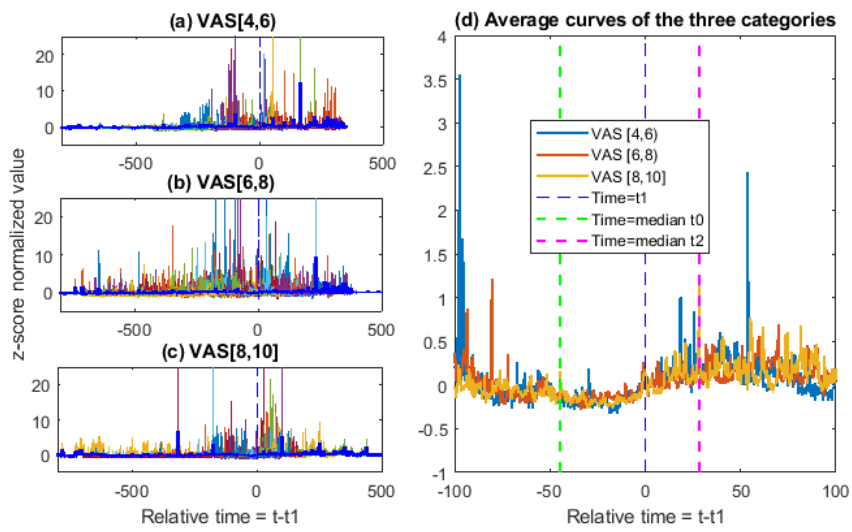 (a) VAS[4,6)
20
10
0
-500
0
500
(b) VAS[6,8)
20
10
0
-500
0
500
(c) VAS[8,10]
20
10
0
-500
0
500
z-score normalized value
Relative time = t-t1
(d) Average curves of the three categories
4
3.5
3
2.5
2
1.5
1
0.5
0
-0.5
-1
-100
-50
0
50
100
VAS [4,6)
VAS [6,8)
VAS [8,10]
Time=t1
Time=median t0
Time=median t2
Relative time = t-t1